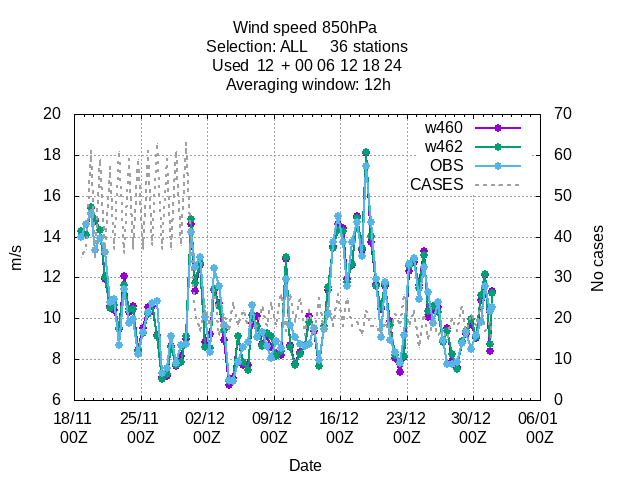 Wind speed 850hPa
Selection: ALL     36 stations
Used  12  + 00 06 12 18 24
Averaging window: 12h
20
18
16
14
12
10
8
6
m/s
70
60
50
40
30
20
10
0
No cases
w460
w462
OBS
CASES
18/11 25/11 02/12 09/12 16/12 23/12 30/12 06/01
00Z 00Z 00Z 00Z 00Z 00Z 00Z 00Z
Date